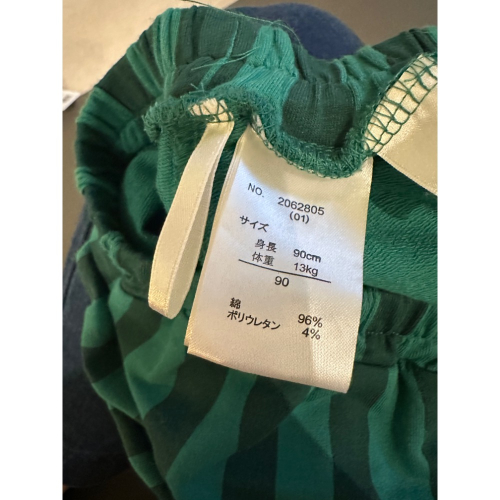 NO. 2062805
(01)
サイズ
身長 90cm
体重 13kg
90
綿 96%
ポリウレタン 4%